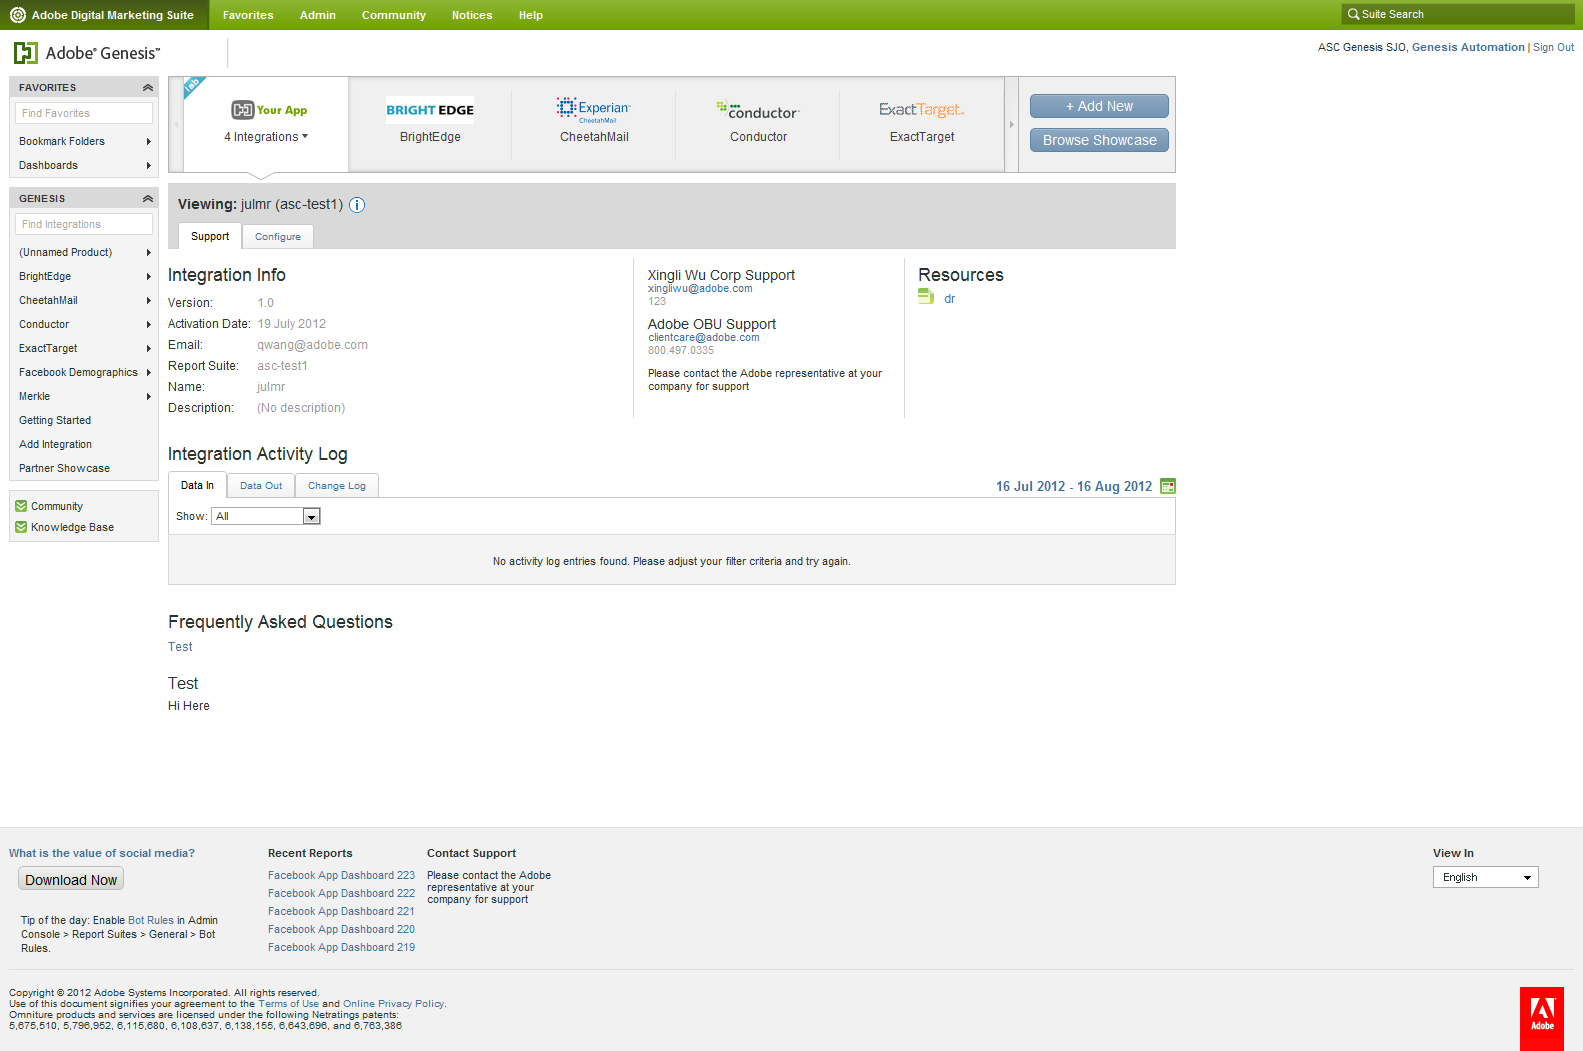 Adobe Digital Marketing Suite
Favorites
Admin
Community
Notices
Help
Suite Search
Adobe® Genesis™
ASC Genesis SJO, Genesis Automation | Sign Out
FAVORITES
Find Favorites
Bookmark Folders
Dashboards
GENESIS
Find Integrations
(Unnamed Product)
BrightEdge
CheetahMail
Conductor
ExactTarget
Facebook Demographics
Merkle
Getting Started
Add Integration
Partner Showcase
Community
Knowledge Base
lab
Your App
4 Integrations
BRIGHT EDGE
BrightEdge
Experian
CheetahMail
CheetahMail
conductor
Conductor
ExactTarget.
ExactTarget
+ Add New
Browse Showcase
Viewing: julmr (asc-test1)
Support
Configure
Integration Info
Version: 1.0
Activation Date: 19 July 2012
Email: qwang@adobe.com
Report Suite: asc-test1
Name: julmr
Description: (No description)
Xingli Wu Corp Support
xingliwu@adobe.com
123
Adobe OBU Support
clientcare@adobe.com
800.497.0335
Please contact the Adobe representative at your
company for support
Resources
dr
Integration Activity Log
Data In
Data Out
Change Log
16 Jul 2012 - 16 Aug 2012
Show: All
No activity log entries found. Please adjust your filter criteria and try again.
Frequently Asked Questions
Test
Test
Hi Here
What is the value of social media?
Download Now
Tip of the day: Enable Bot Rules in Admin
Console > Report Suites > General > Bot
Rules.
Recent Reports
Facebook App Dashboard 223
Facebook App Dashboard 222
Facebook App Dashboard 221
Facebook App Dashboard 220
Facebook App Dashboard 219
Contact Support
Please contact the Adobe
representative at your
company for support
View In
English
Copyright © 2012 Adobe Systems Incorporated. All rights reserved.
Use of this document signifies your agreement to the Terms of Use and Online Privacy Policy.
Omniture products and services are licensed under the following Netratings patents:
5,675,510, 5,796,952, 6,115,680, 6,108,637, 6,138,155, 6,643,696, and 6,763,386
Adobe